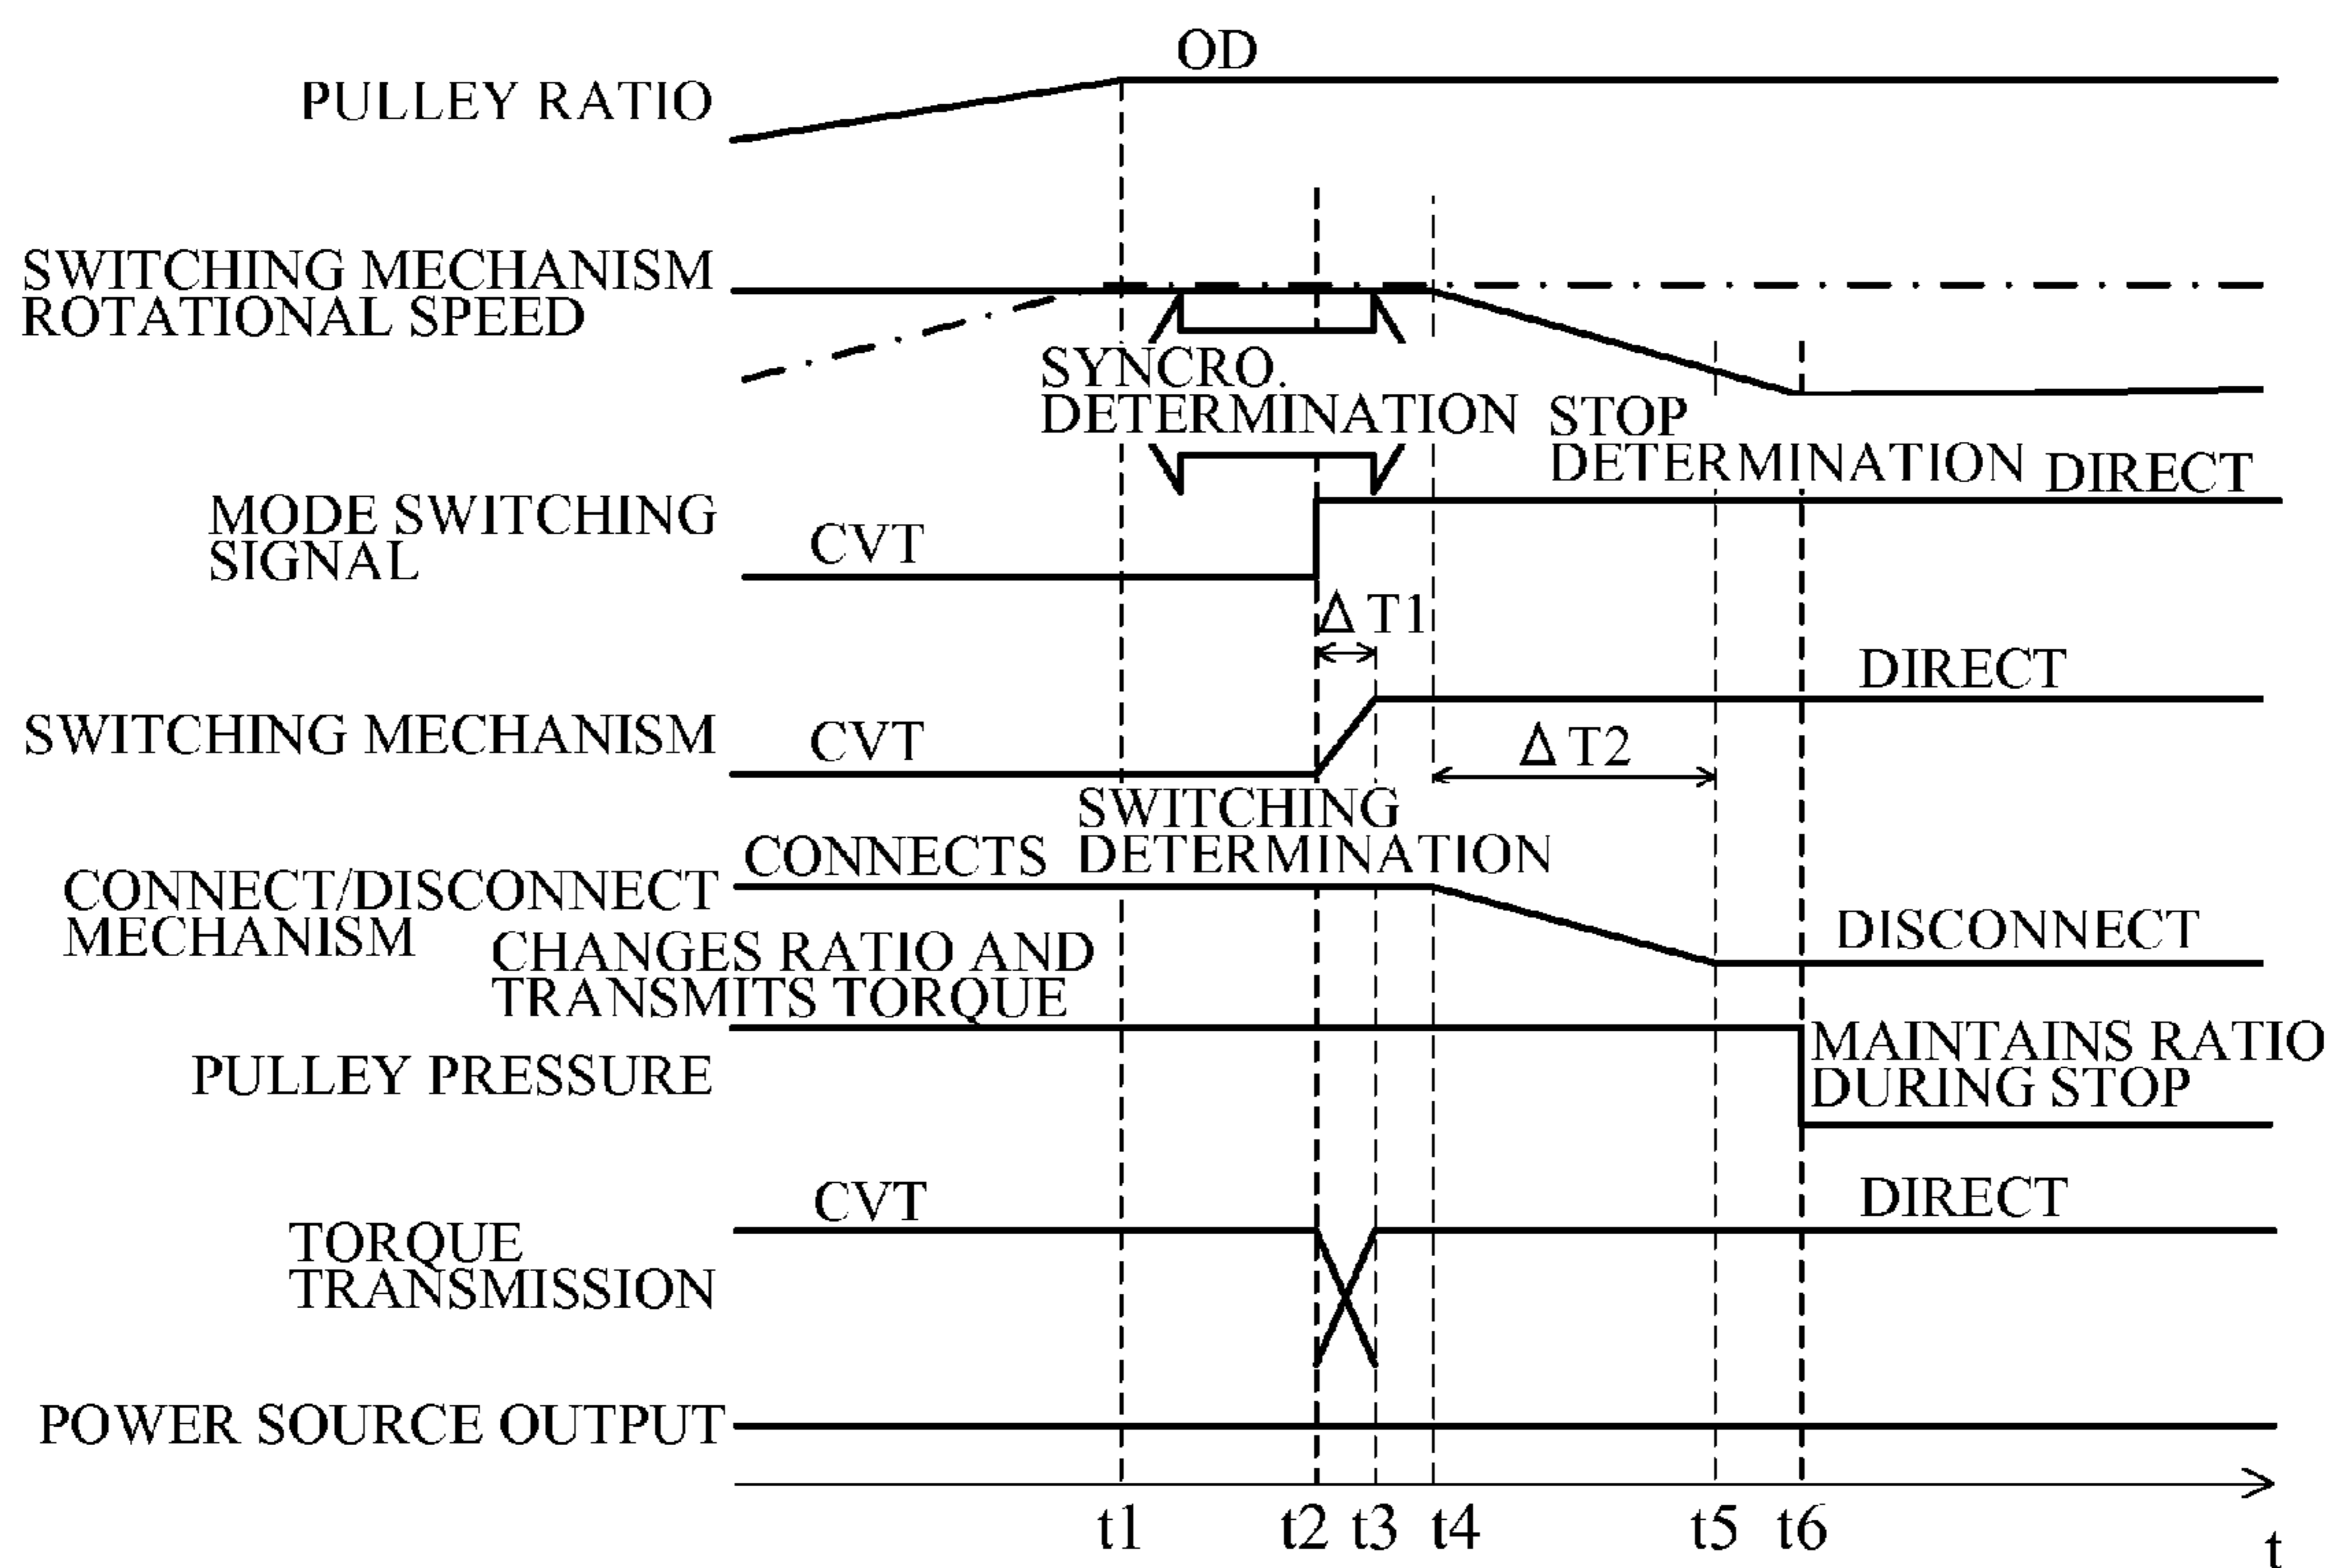 OD
PULLEY RATIO
SWITCHING MECHANISM
ROTATIONAL SPEED
SYNCRO.
DETERMINATION
STOP
DETERMINATION
DIRECT
MODE SWITCHING
SIGNAL
CVT
Δ T1
DIRECT
SWITCHING MECHANISM
CVT
Δ T2
SWITCHING
DETERMINATION
CONNECTS
CONNECT/DISCONNECT
MECHANISM
DISCONNECT
CHANGES RATIO AND
TRANSMITS TORQUE
MAINTAINS RATIO
DURING STOP
PULLEY PRESSURE
CVT
DIRECT
TORQUE
TRANSMISSION
POWER SOURCE OUTPUT
t1 t2 t3 t4 t5 t6 t